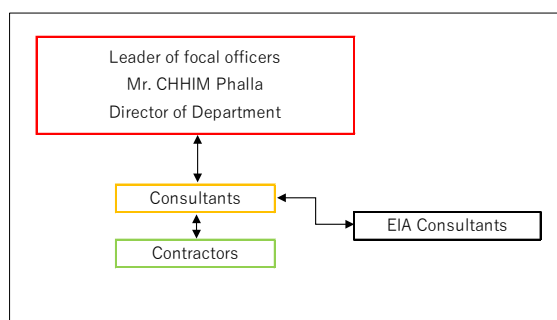 Leader of focal officers
Mr. CHHIM Phalla
Director of Department
Consultants
EIA Consultants
Contractors